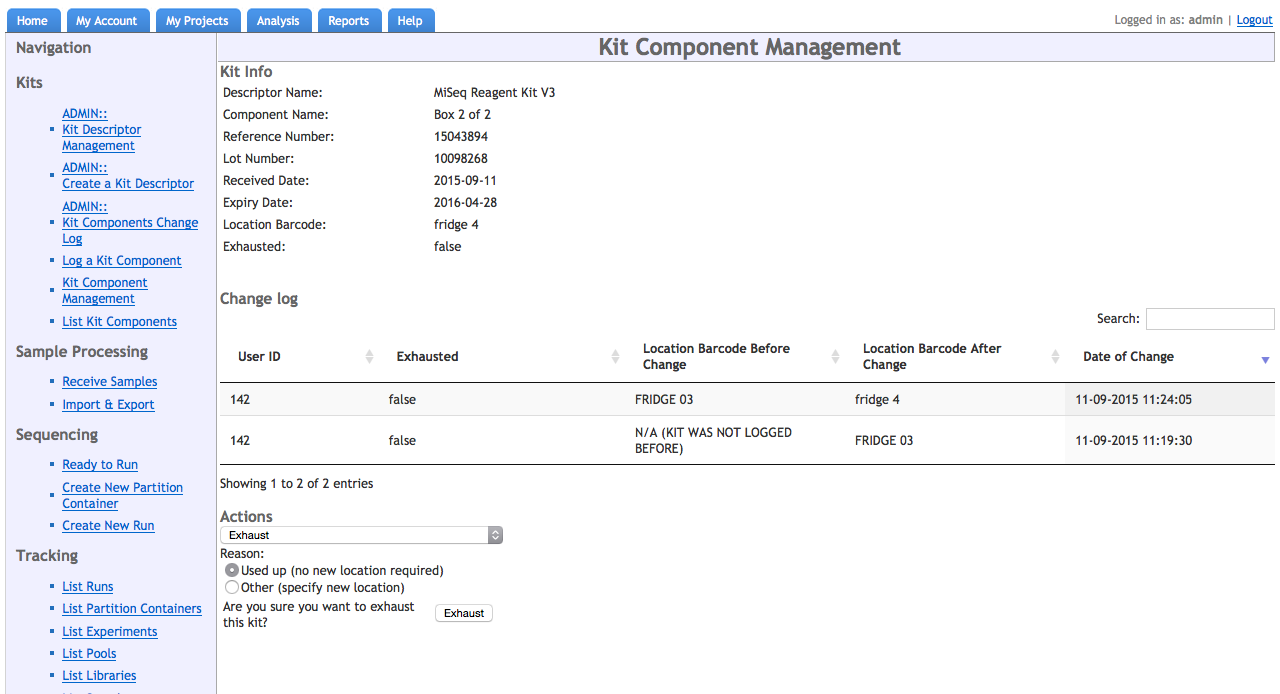 Home My Account My Projects Analysis Reports Help
Logged in as: admin | Logout
Navigation
Kits
ADMIN::
Kit Descriptor
Management
ADMIN::
Create a Kit Descriptor
ADMIN::
Kit Components Change
Log
Log a Kit Component
Kit Component
Management
List Kit Components
Sample Processing
Receive Samples
Import & Export
Sequencing
Ready to Run
Create New Partition
Container
Create New Run
Tracking
List Runs
List Partition Containers
List Experiments
List Pools
List Libraries
Kit Component Management
Kit Info
Descriptor Name: MiSeq Reagent Kit V3
Component Name: Box 2 of 2
Reference Number: 15043894
Lot Number: 10098268
Received Date: 2015-09-11
Expiry Date: 2016-04-28
Location Barcode: fridge 4
Exhausted: false
Change log
Search:
User ID Exhausted Location Barcode Before Change Location Barcode After Change Date of Change
142 false FRIDGE 03 fridge 4 11-09-2015 11:24:05
142 false N/A (KIT WAS NOT LOGGED BEFORE) FRIDGE 03 11-09-2015 11:19:30
Showing 1 to 2 of 2 entries
Actions
Exhaust
Reason:
Used up (no new location required)
Other (specify new location)
Are you sure you want to exhaust
this kit?
Exhaust